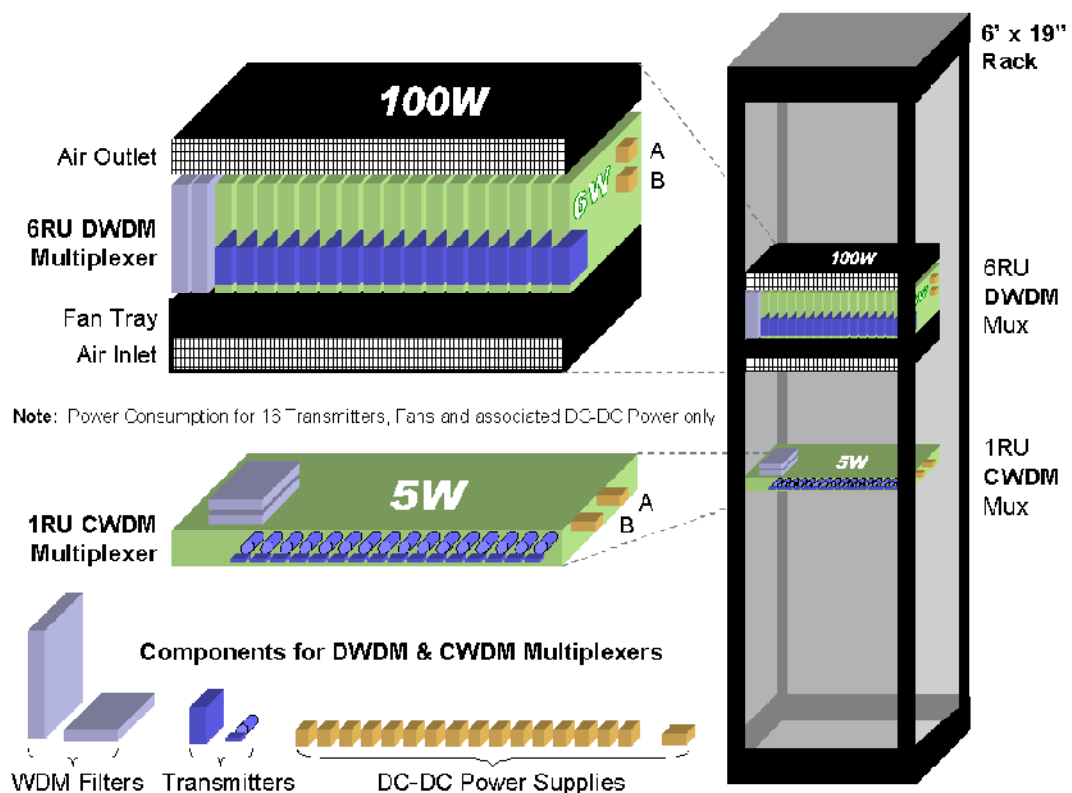 6' x 19"
Rack
100W
Air Outlet
A
B
6W
6RU DWDM
Multiplexer
Fan Tray
Air Inlet
100W
6RU
DWDM
Mux
Note: Power Consumption for 16 Transmitters, Fans and associated DC-DC Power only
5W
A
B
1RU CWDM
Multiplexer
5W
1RU
CWDM
Mux
Components for DWDM & CWDM Multiplexers
WDM Filters
Transmitters
DC-DC Power Supplies